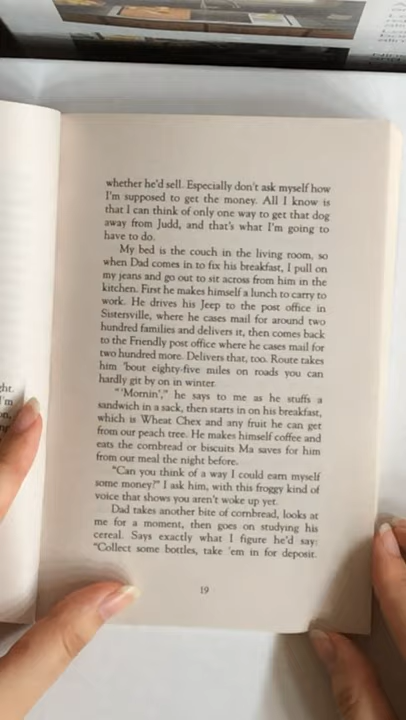 whether he'd sell. Especially don't ask myself how
I'm supposed to get the money. All I know is
that I can think of only one way to get that dog
away from Judd, and that's what I'm going to
have to do.
My bed is the couch in the living room, so
when Dad comes in to fix his breakfast, I pull on
my jeans and go out to sit across from him in the
kitchen. First he makes himself a lunch to carry to
work. He drives his Jeep to the post office in
Sistersville, where he cases mail for around two
hundred families and delivers it, then comes back
to the Friendly post office where he cases mail for
two hundred more. Delivers that, too. Route takes
him 'bout eighty-five miles on roads you can
hardly git by on in winter.
"'Mornin'," he says to me as he stuffs a
sandwich in a sack, then starts in on his breakfast,
which is Wheat Chex and any fruit he can get
from our peach tree. He makes himself coffee and
eats the cornbread or biscuits Ma saves for him
from our meal the night before.
"Can you think of a way I could earn myself
some money?" I ask him, with this froggy kind of
voice that shows you aren't woke up yet.
Dad takes another bite of cornbread, looks at
me for a moment, then goes on studying his
cereal. Says exactly what I figure he'd say:
"Collect some bottles, take 'em in for deposit.
19